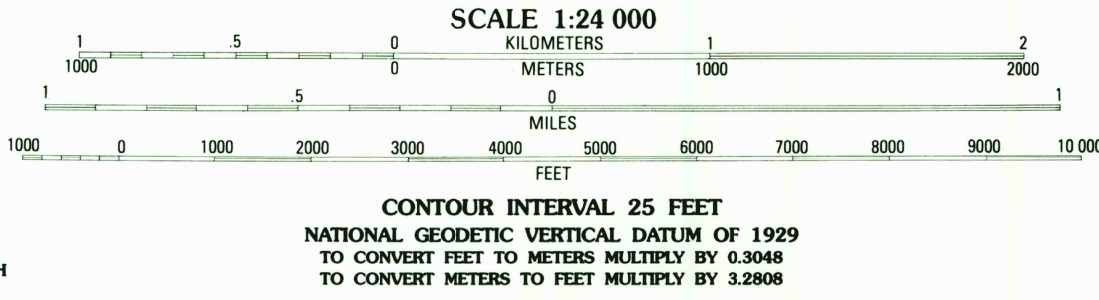 SCALE 1:24 000
1 .5 0 KILOMETERS 1 2
1000 0 METERS 1000 2000
1 .5 0 1
MILES
1000 0 1000 2000 3000 4000 5000 6000 7000 8000 9000 10 000
FEET
CONTOUR INTERVAL 25 FEET
NATIONAL GEODETIC VERTICAL DATUM OF 1929
TO CONVERT FEET TO METERS MULTIPLY BY 0.3048
H
TO CONVERT METERS TO FEET MULTIPLY BY 3.2808